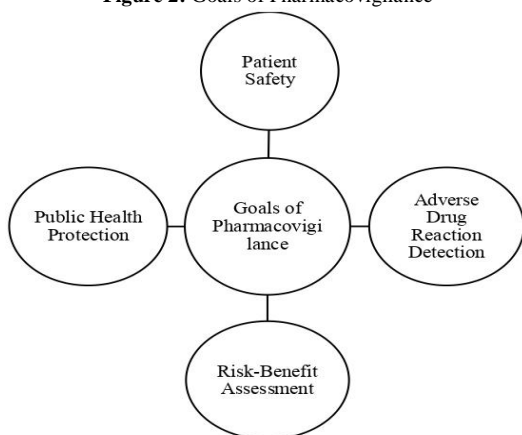 Figure 2: Goals of Pharmacovigilance
Patient
Safety
Public Health
Protection
Goals of
Pharmacovigi
lance
Adverse
Drug
Reaction
Detection
Risk-Benefit
Assessment